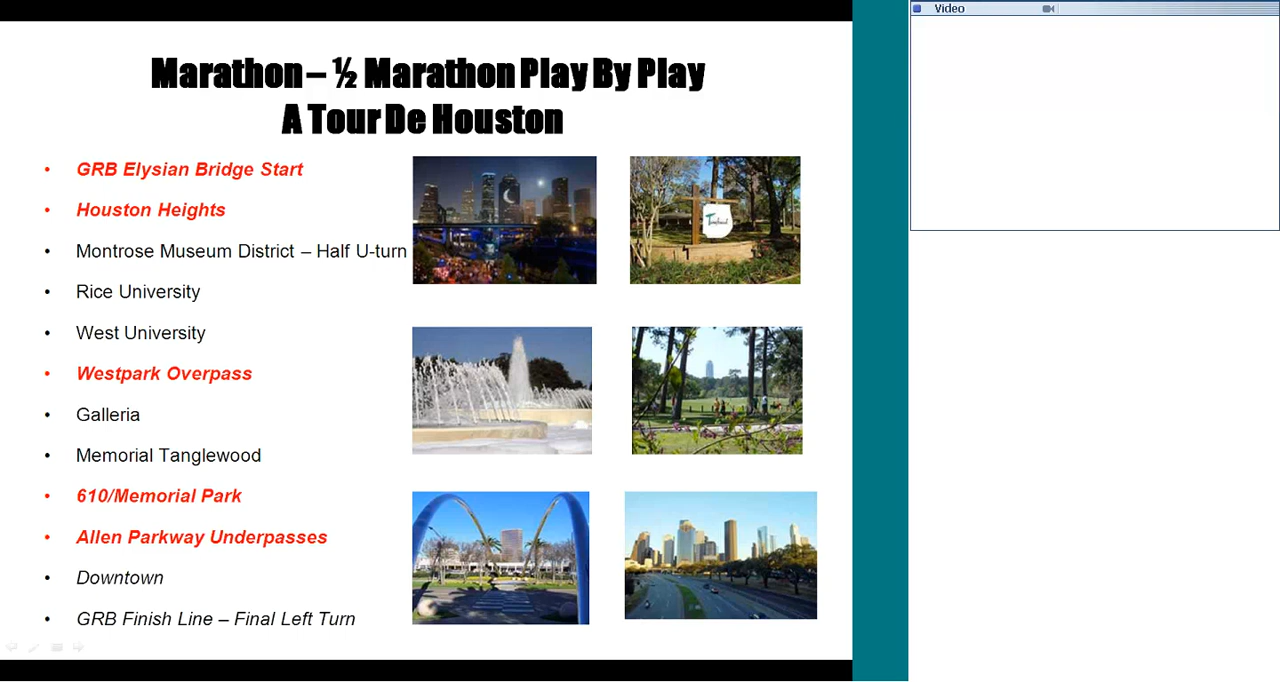 Video
Marathon – ½ Marathon Play By Play
A Tour De Houston
• GRB Elysian Bridge Start
• Houston Heights
• Montrose Museum District – Half U-turn
• Rice University
• West University
• Westpark Overpass
• Galleria
• Memorial Tanglewood
• 610/Memorial Park
• Allen Parkway Underpasses
• Downtown
• GRB Finish Line – Final Left Turn